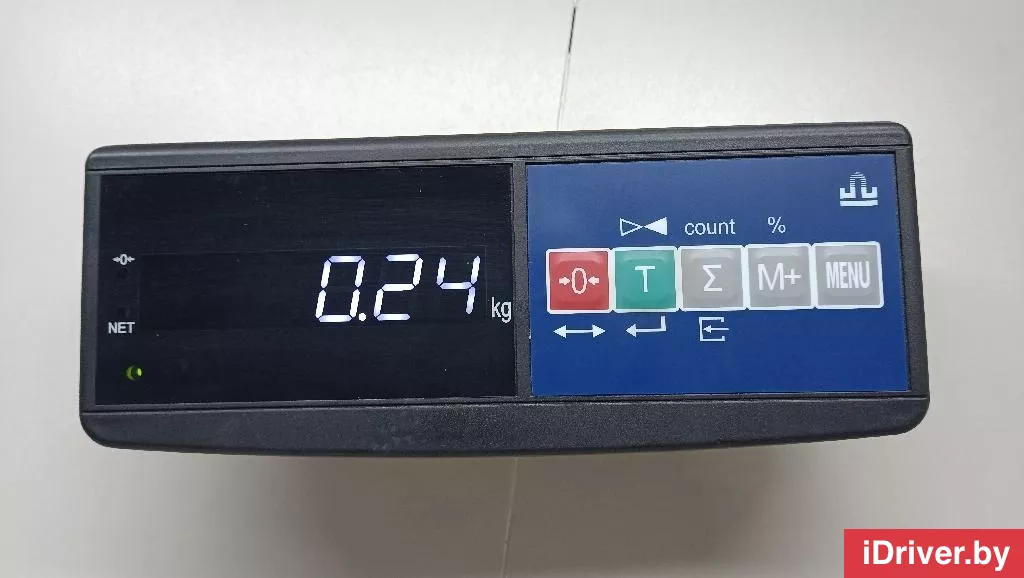 count %
→0← T Σ M+ MENU
→0←
0.24 kg
NET
iDriver.by